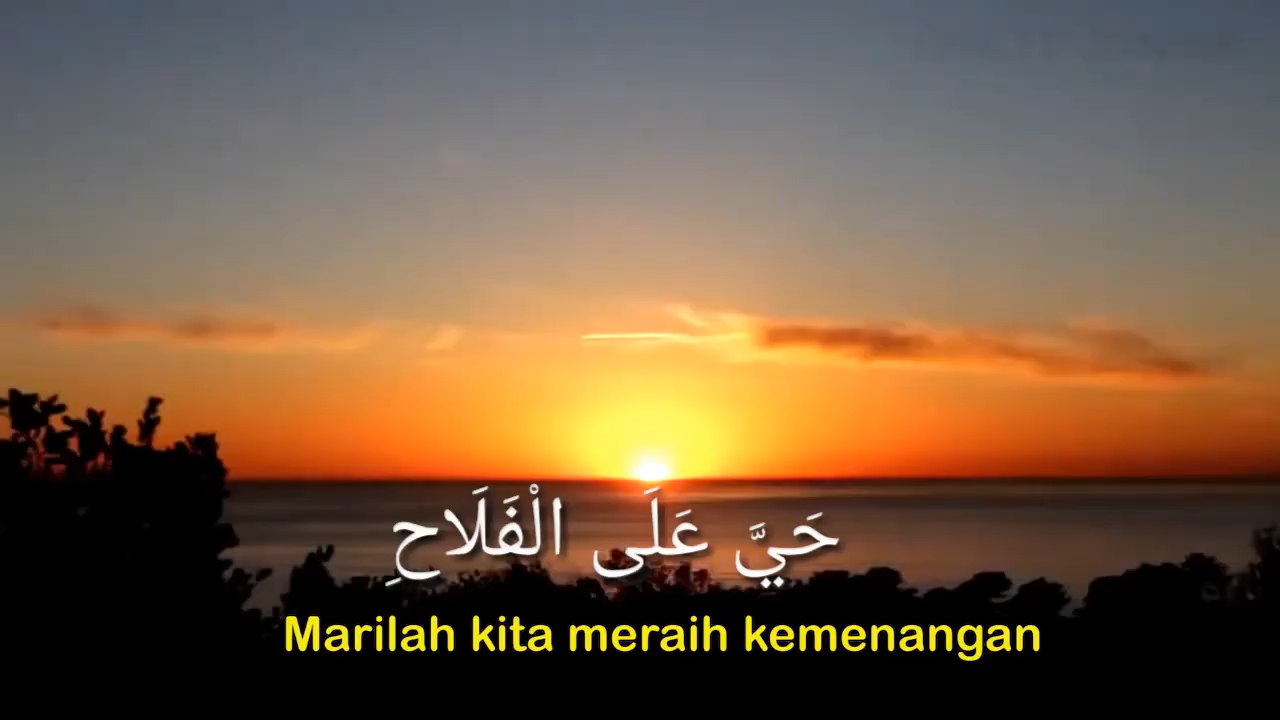 حَيَّ عَلَى الْفَلَاحِ
Marilah kita meraih kemenangan